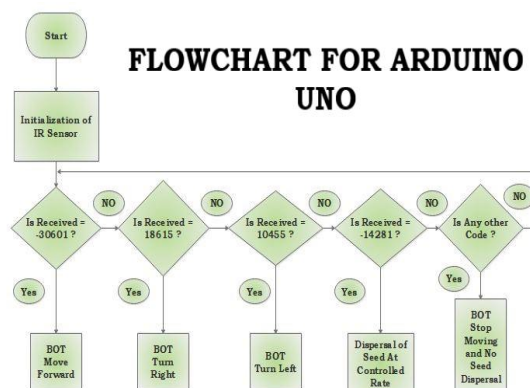 Start
FLOWCHART FOR ARDUINO
UNO
Initialization of
IR Sensor
Is Received =
-30601 ?
NO
Is Received =
18615 ?
NO
Is Received =
10455 ?
NO
Is Received =
-14281 ?
NO
Is Any other
Code ?
NO
Yes
Yes
Yes
Yes
Yes
BOT
Move
Forward
BOT
Turn
Right
BOT
Turn Left
Dispersal of
Seed At
Controlled
Rate
BOT
Stop
Moving
and No
Seed
Dispersal